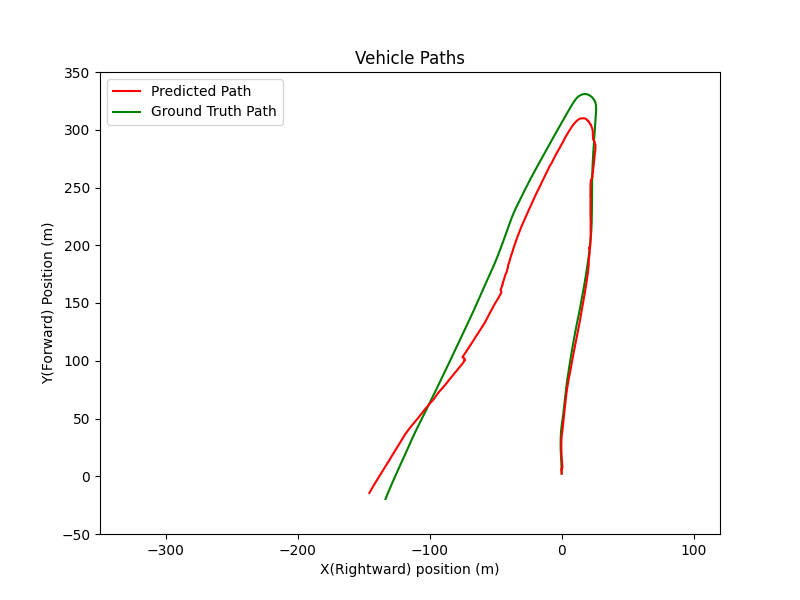 Vehicle Paths
Predicted Path
Ground Truth Path
350
300
250
200
150
100
50
0
−50
Y(Forward) Position (m)
−300 −200 −100 0 100
X(Rightward) position (m)